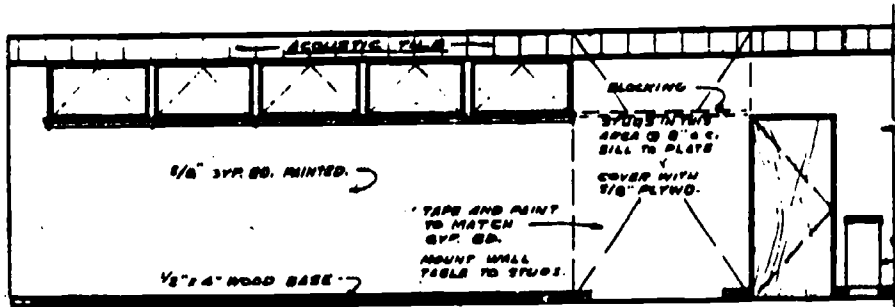 ACOUSTIC TILE
BLOCKING
STUDS IN THIS
AREA @ 8" O.C.
SILL TO PLATE
COVER WITH
5/8" PLYWD.
5/8" GYP. BD. PAINTED.
TAPE AND PAINT
TO MATCH
GYP. BD.
MOUNT WALL
TABLE TO STUDS.
1/2" x 4" WOOD BASE